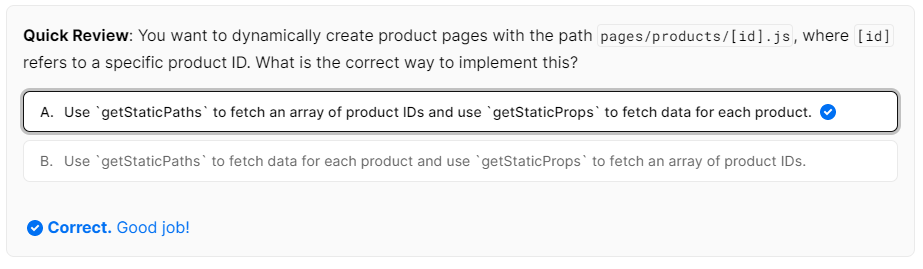 Quick Review: You want to dynamically create product pages with the path pages/products/[id].js, where [id]
refers to a specific product ID. What is the correct way to implement this?
A. Use `getStaticPaths` to fetch an array of product IDs and use `getStaticProps` to fetch data for each product.
B. Use `getStaticPaths` to fetch data for each product and use `getStaticProps` to fetch an array of product IDs.
Correct. Good job!